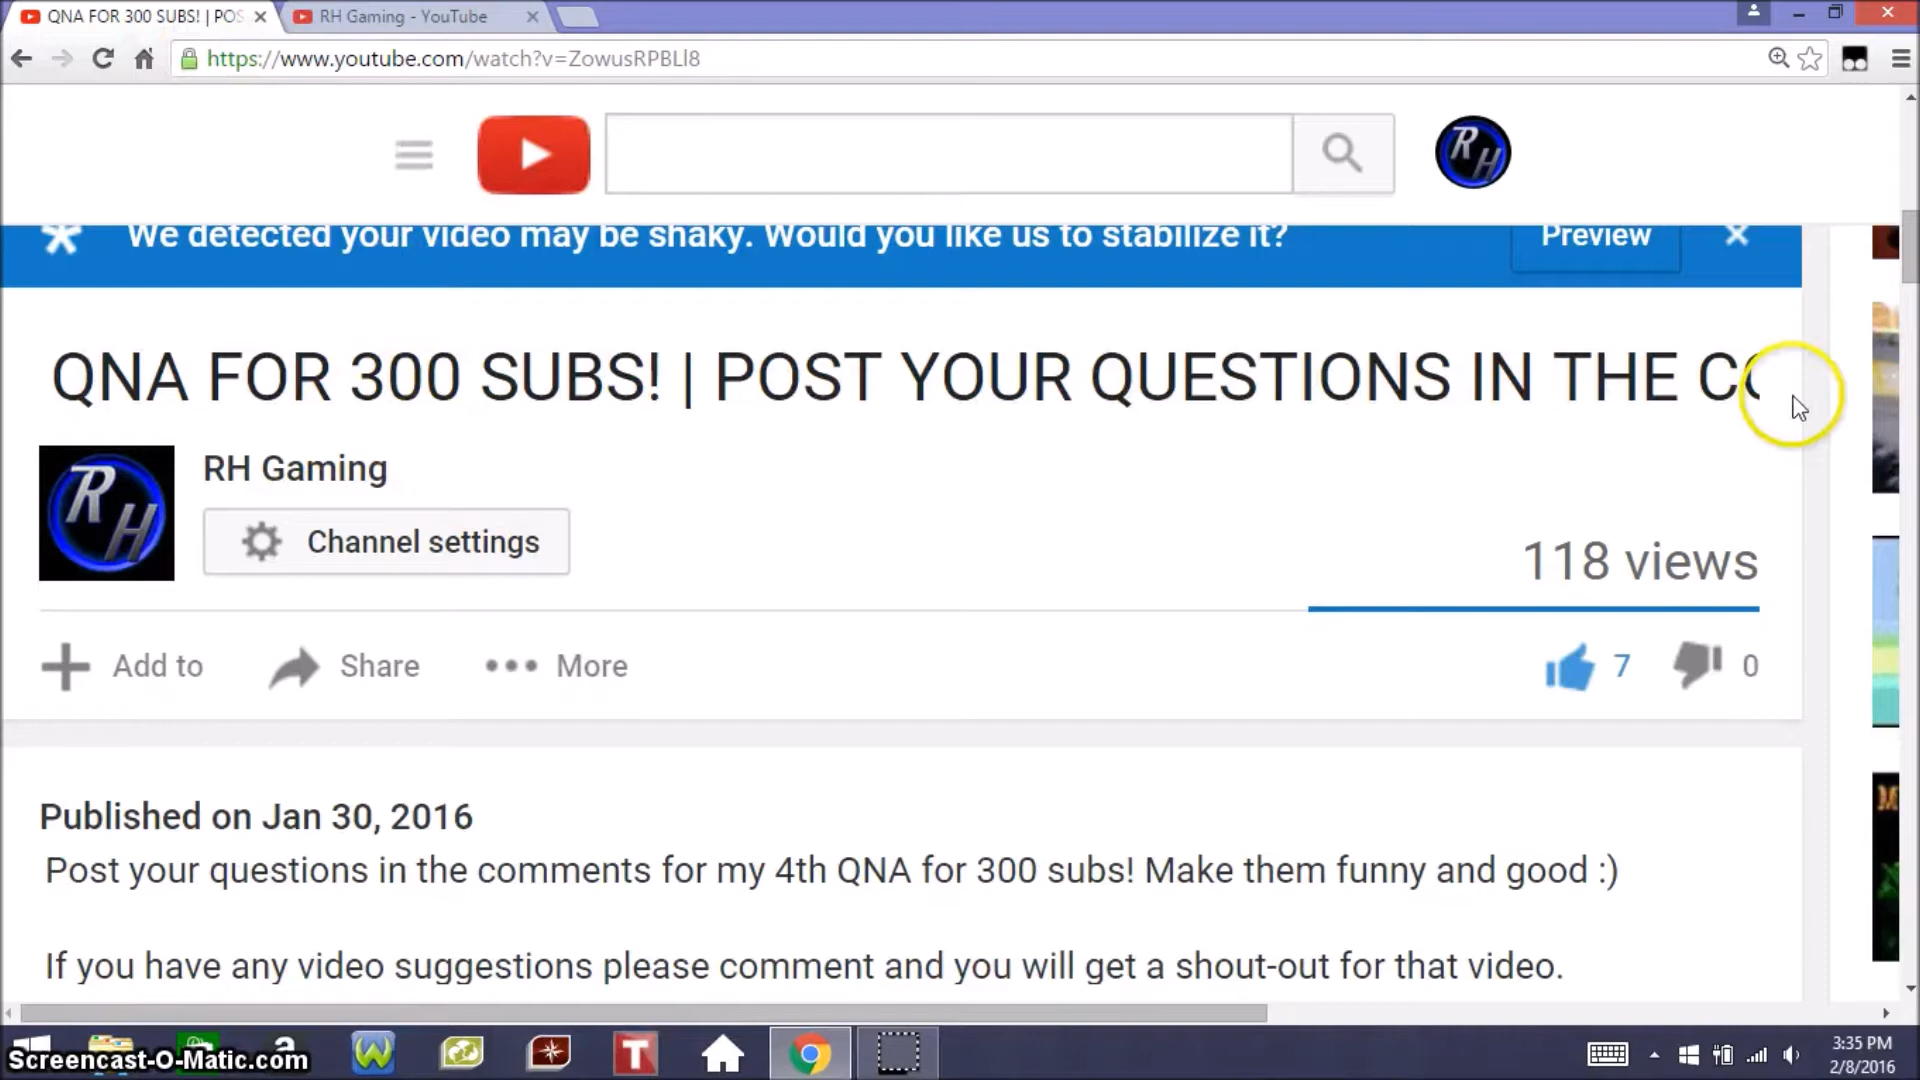 QNA FOR 300 SUBS! | POS
RH Gaming - YouTube
https://www.youtube.com/watch?v=ZowusRPBLl8
RH
We detected your video may be shaky. Would you like us to stabilize it?
Preview
QNA FOR 300 SUBS! | POST YOUR QUESTIONS IN THE CO
RH
RH Gaming
Channel settings
118 views
Add to
Share
More
7
0
Published on Jan 30, 2016
Post your questions in the comments for my 4th QNA for 300 subs! Make them funny and good :)
If you have any video suggestions please comment and you will get a shout-out for that video.
Screencast-O-Matic.com
W
T
3:35 PM
2/8/2016